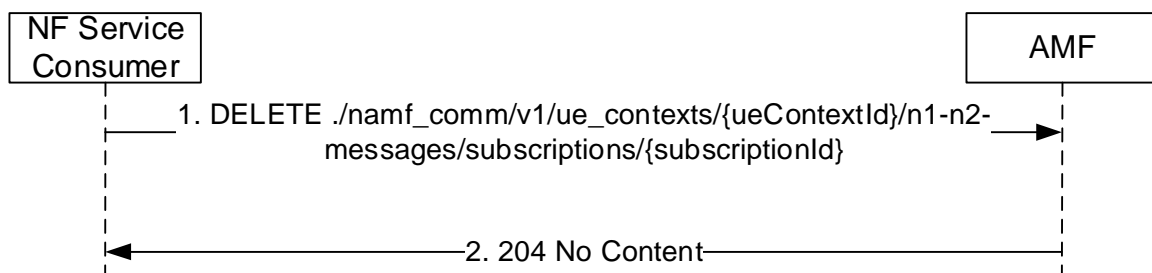 NF Service
Consumer
AMF
1. DELETE ./namf_comm/v1/ue_contexts/{ueContextId}/n1-n2-
messages/subscriptions/{subscriptionId}
2. 204 No Content